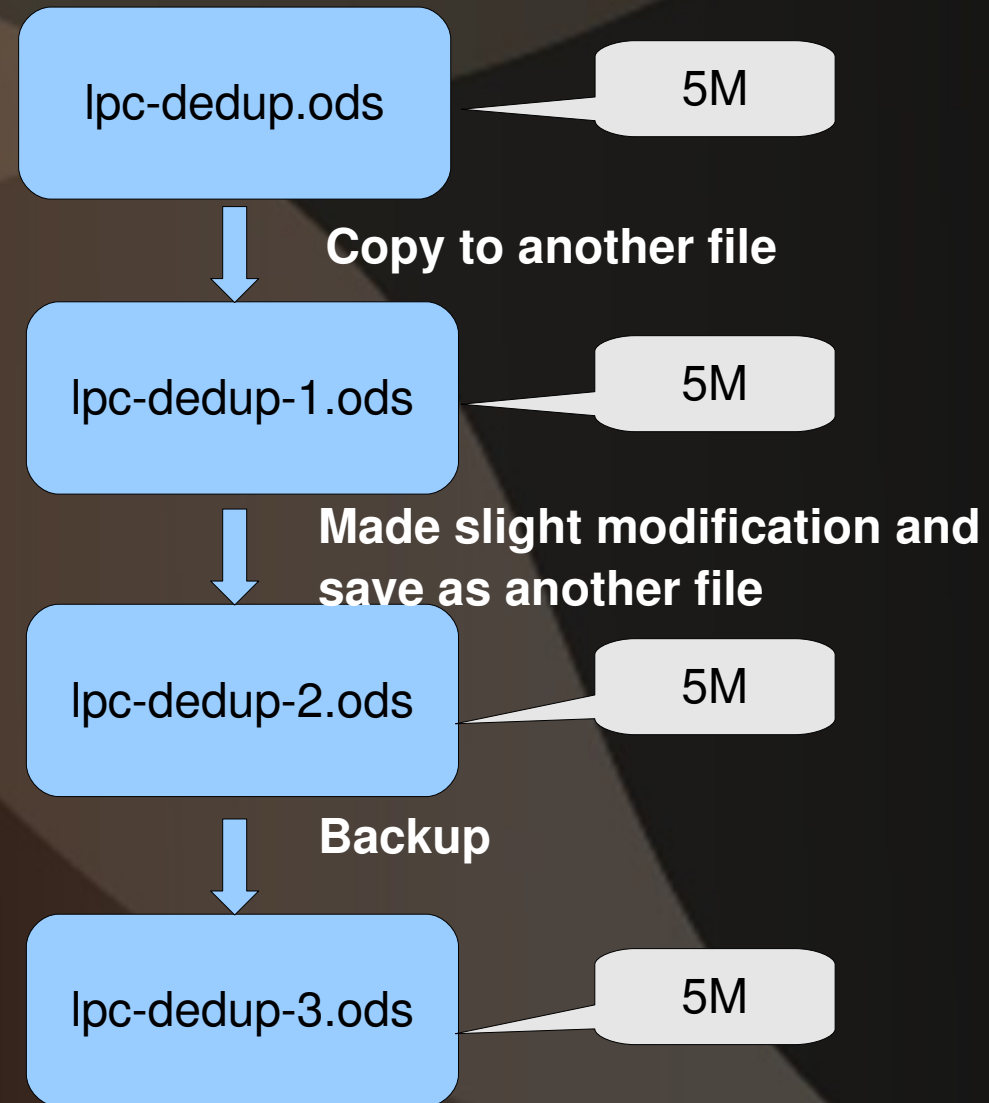 lpc-dedup.ods
5M
Copy to another file
lpc-dedup-1.ods
5M
Made slight modification and
save as another file
lpc-dedup-2.ods
5M
Backup
lpc-dedup-3.ods
5M